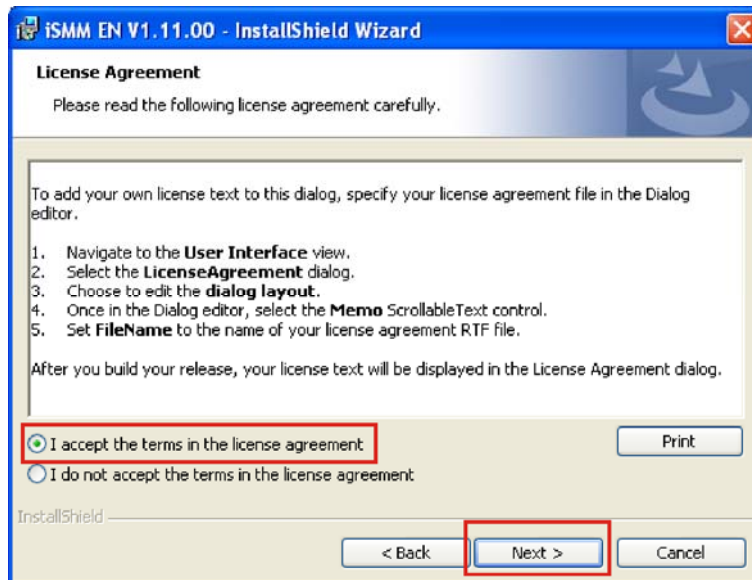 iSMM EN V1.11.00 - InstallShield Wizard
License Agreement
Please read the following license agreement carefully.
To add your own license text to this dialog, specify your license agreement file in the Dialog
editor.
1. Navigate to the User Interface view.
2. Select the LicenseAgreement dialog.
3. Choose to edit the dialog layout.
4. Once in the Dialog editor, select the Memo ScrollableText control.
5. Set FileName to the name of your license agreement RTF file.
After you build your release, your license text will be displayed in the License Agreement dialog.
I accept the terms in the license agreement
Print
I do not accept the terms in the license agreement
InstallShield
< Back Next > Cancel